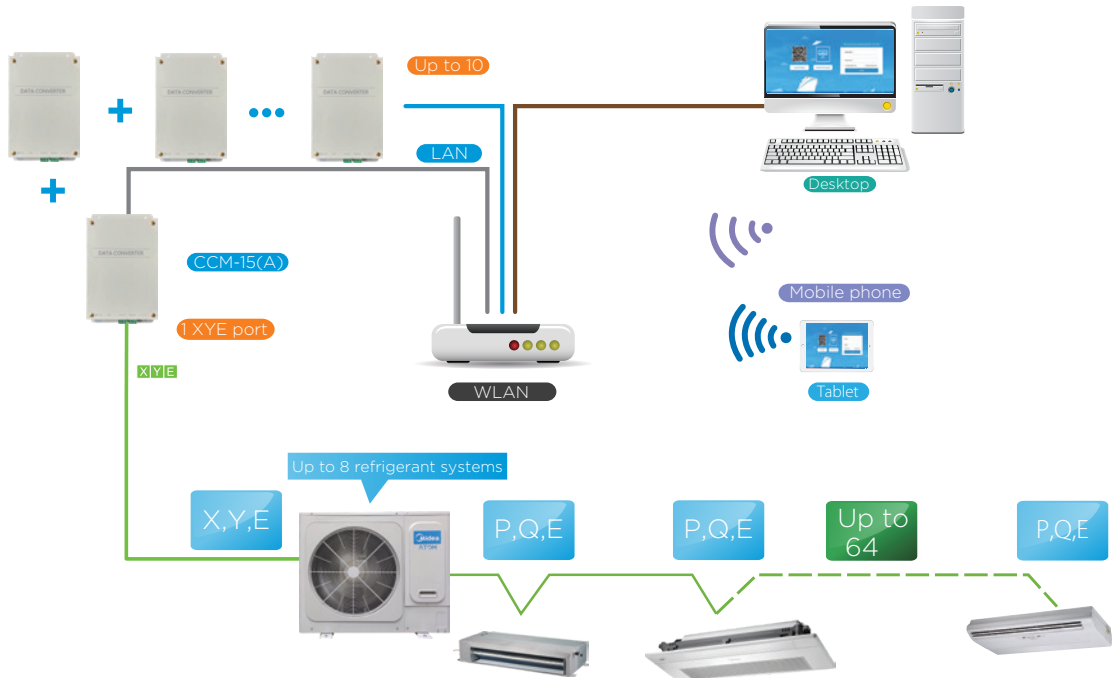 DATA CONVERTER
DATA CONVERTER
DATA CONVERTER
Up to 10
LAN
Desktop
DATA CONVERTER
CCM-15(A)
1 XYE port
XYE
WLAN
Mobile phone
Tablet
Up to 8 refrigerant systems
X,Y,E
P,Q,E
P,Q,E
Up to
64
P,Q,E
Midea
ATOM